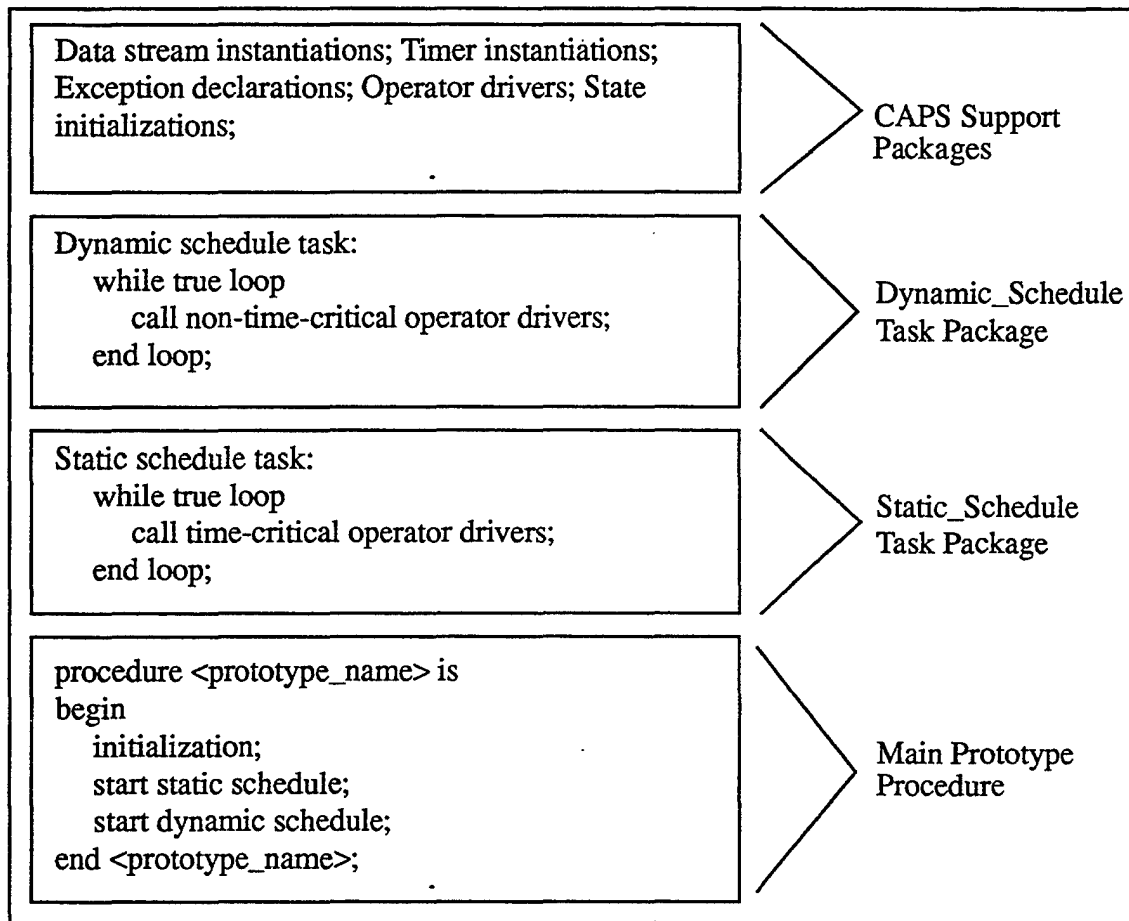 Data stream instantiations; Timer instantiations;
Exception declarations; Operator drivers; State
initializations;
CAPS Support
Packages
Dynamic schedule task:
while true loop
call non-time-critical operator drivers;
end loop;
Dynamic_Schedule
Task Package
Static schedule task:
while true loop
call time-critical operator drivers;
end loop;
Static_Schedule
Task Package
procedure <prototype_name> is
begin
initialization;
start static schedule;
start dynamic schedule;
end <prototype_name>;
Main Prototype
Procedure